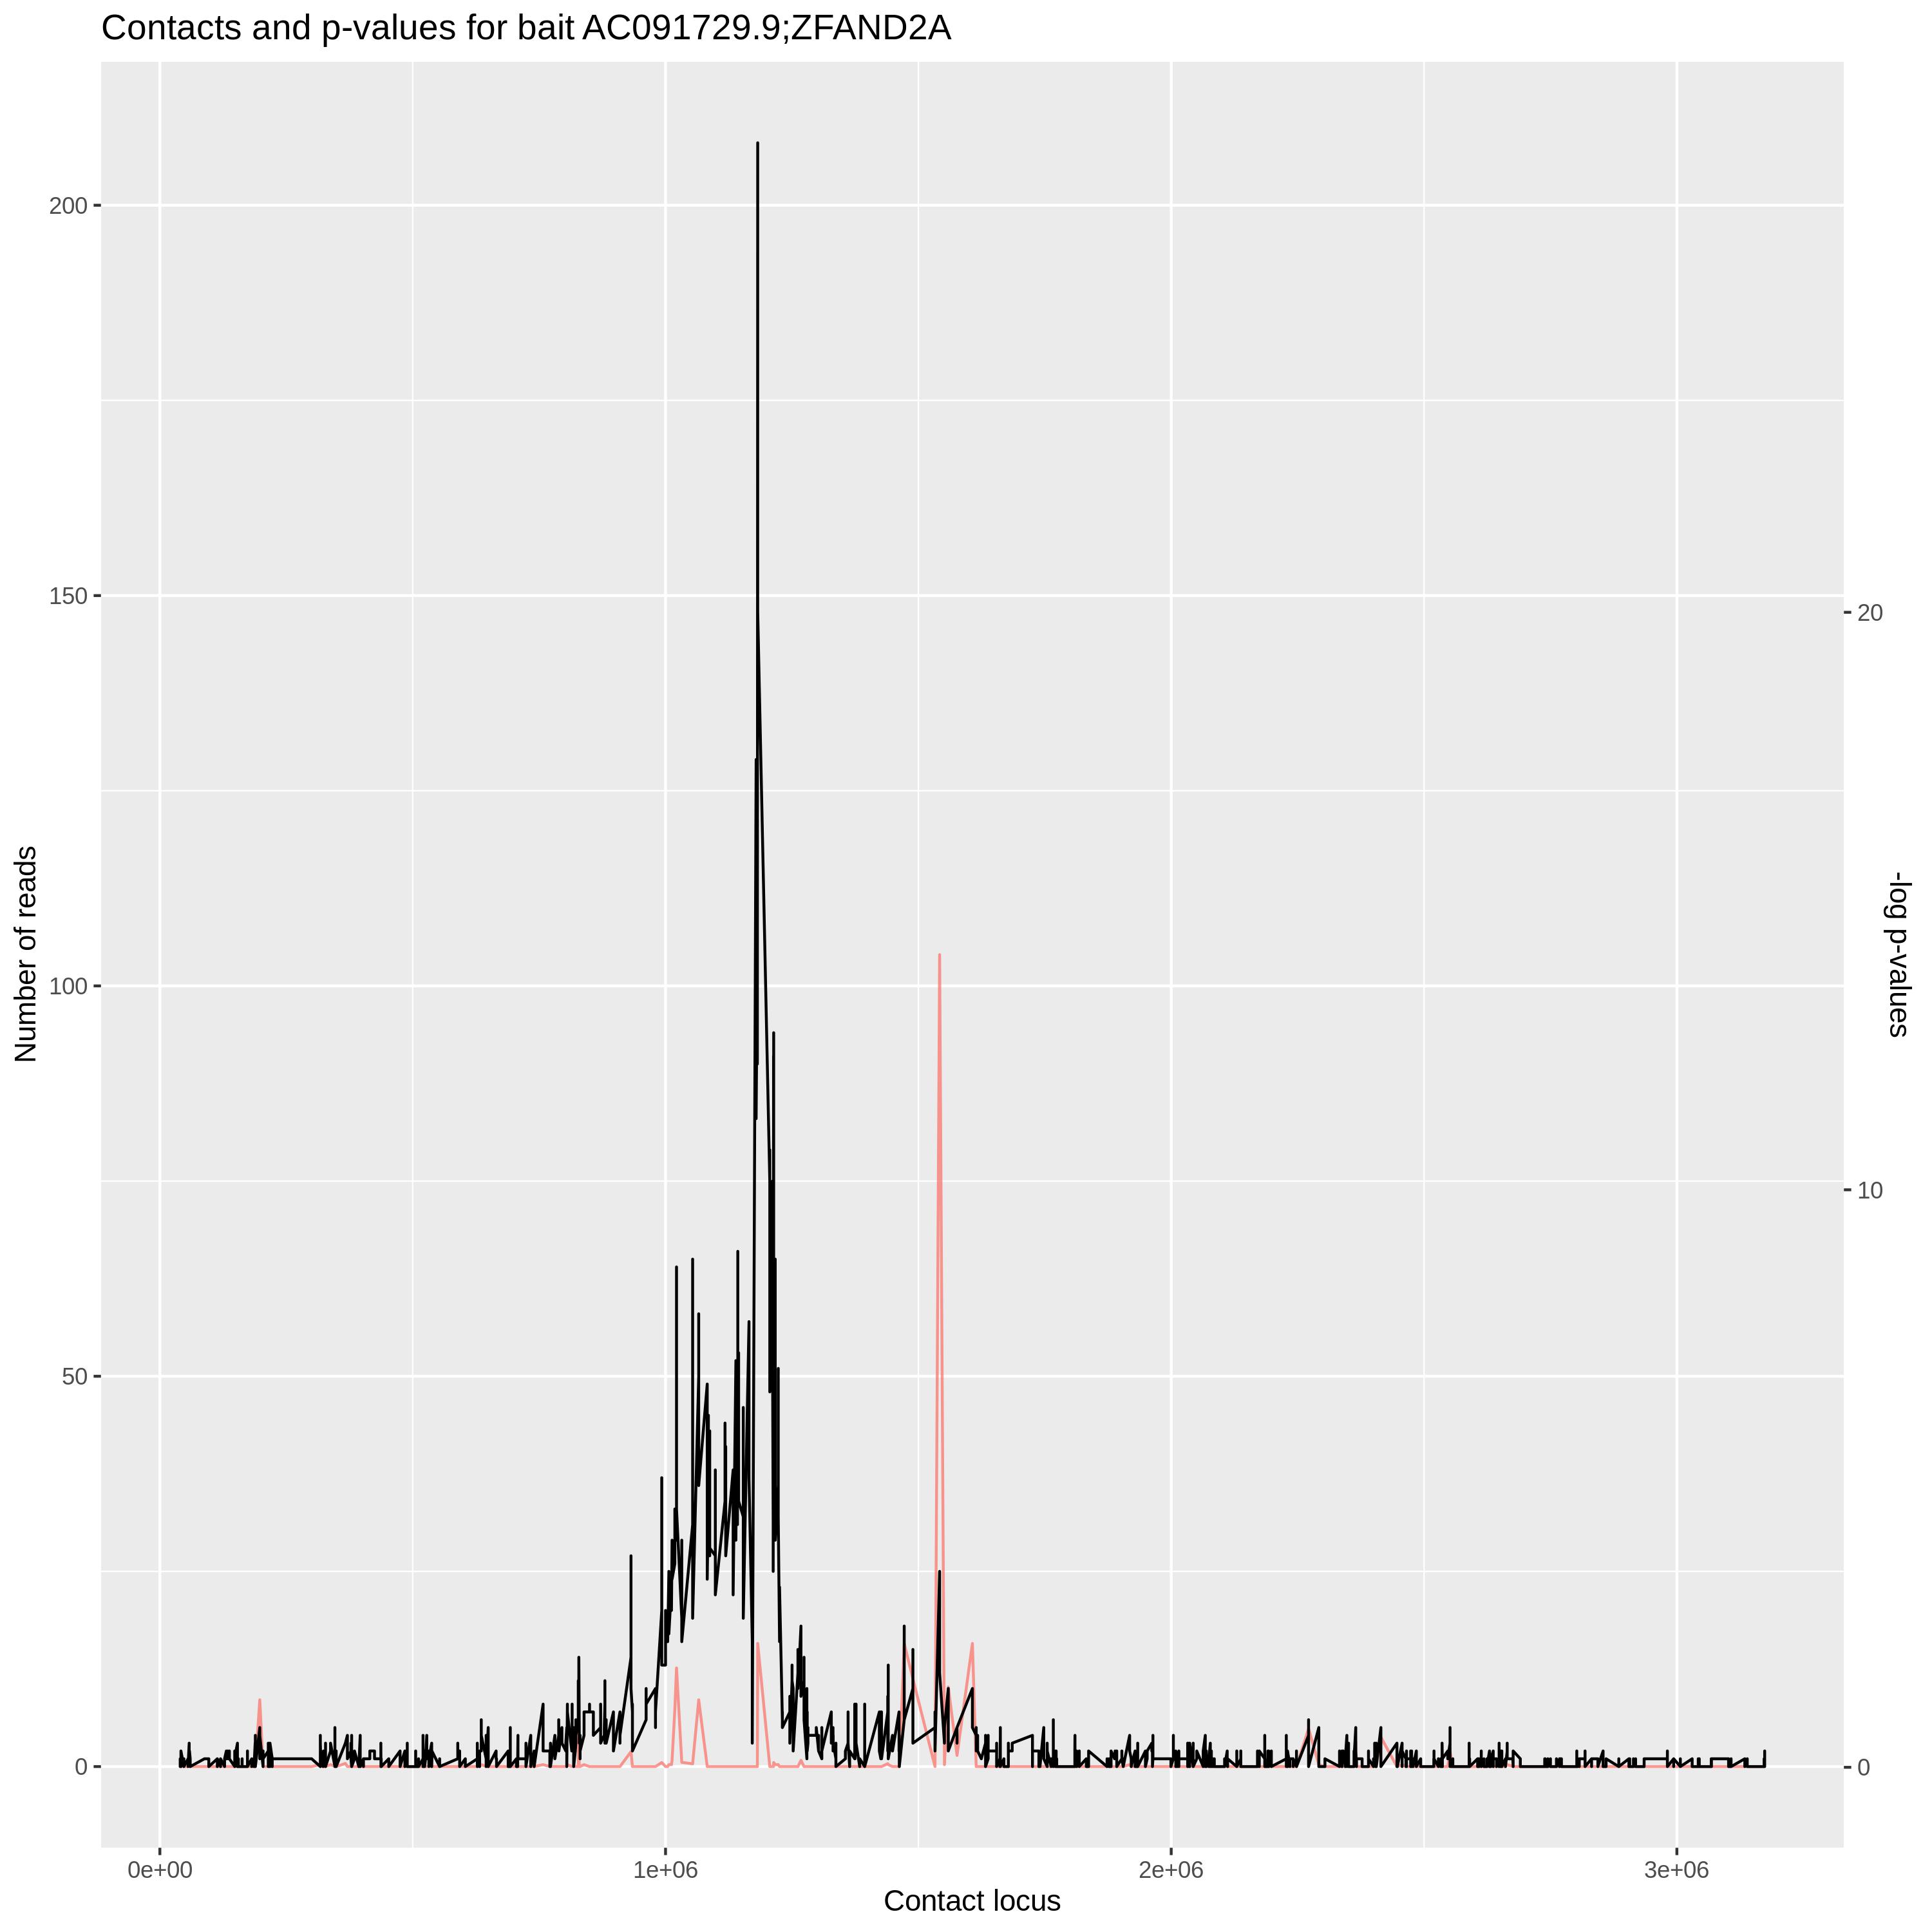 Contacts and p-values for bait AC091729.9;ZFAND2A
200
150
100
50
0
Number of reads
20
10
0
-log p-values
0e+00
1e+06
2e+06
3e+06
Contact locus